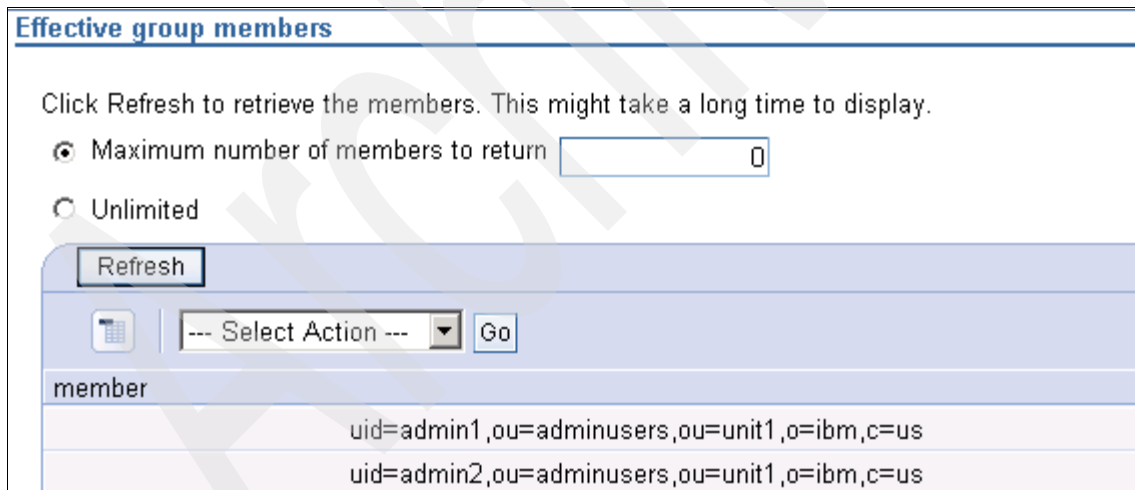 Effective group members
Click Refresh to retrieve the members. This might take a long time to display.
Maximum number of members to return 0
Unlimited
Refresh
--- Select Action --- Go
member
uid=admin1,ou=adminusers,ou=unit1,o=ibm,c=us
uid=admin2,ou=adminusers,ou=unit1,o=ibm,c=us